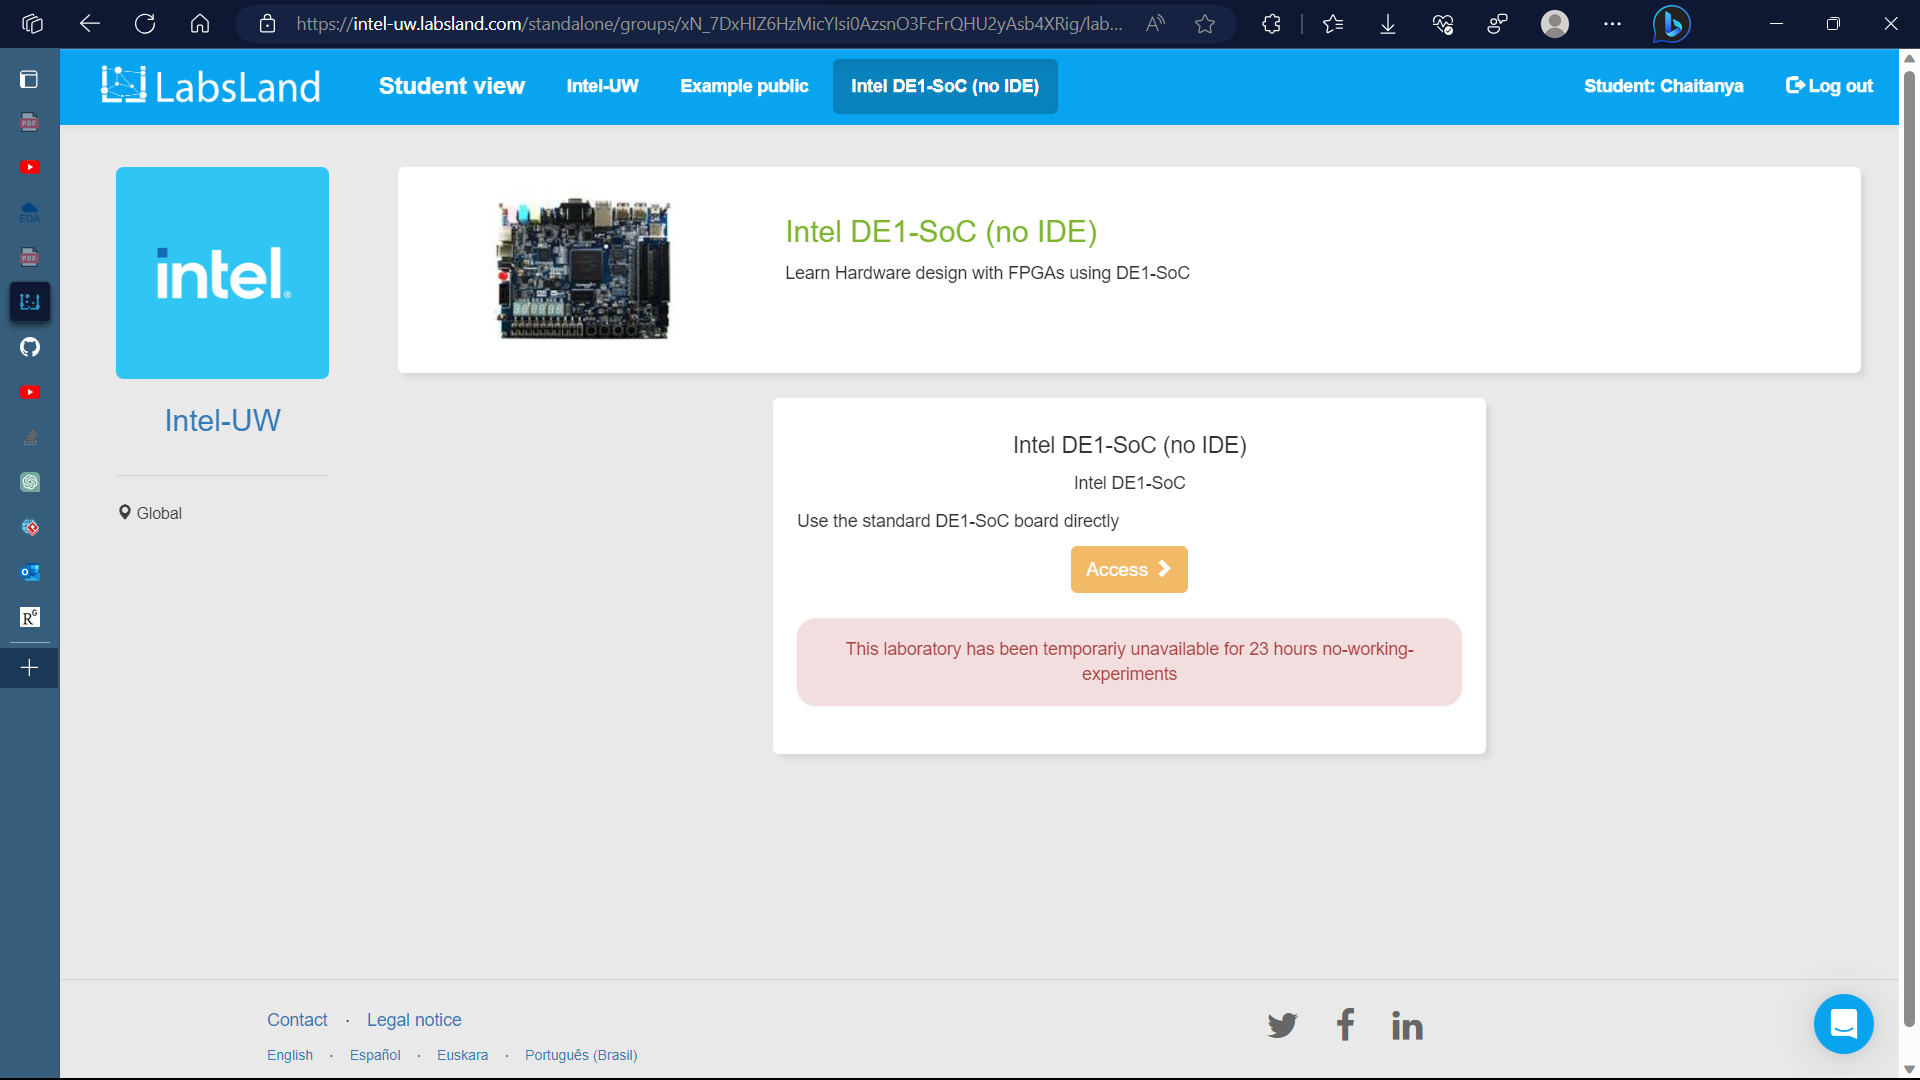 https://intel-uw.labsland.com/standalone/groups/xN_7DxHIZ6HzMicYIsi0AzsnO3FcFrQHU2yAsb4XRig/lab...
LabsLand
Student view
Intel-UW
Example public
Intel DE1-SoC (no IDE)
Student: Chaitanya
Log out
PDF
EDA
PDF
RG
intel.
Intel-UW
Global
Intel DE1-SoC (no IDE)
Learn Hardware design with FPGAs using DE1-SoC
Intel DE1-SoC (no IDE)
Intel DE1-SoC
Use the standard DE1-SoC board directly
Access
This laboratory has been temporariy unavailable for 23 hours no-working-
experiments
Contact · Legal notice
English · Español · Euskara · Português (Brasil)